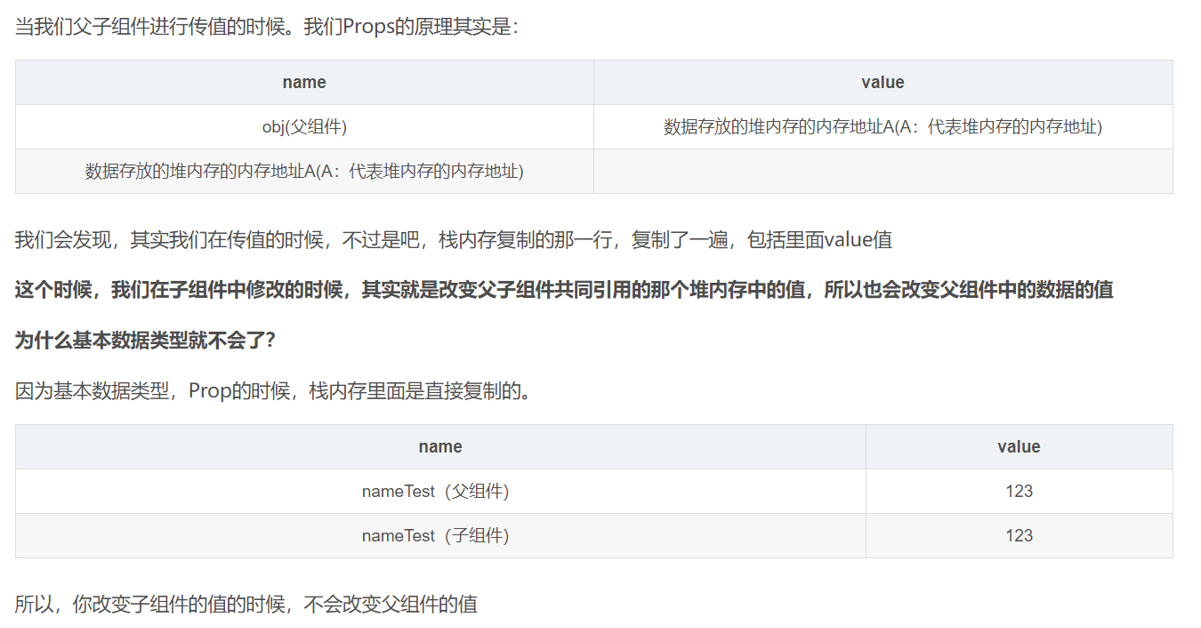 当我们父子组件进行传值的时候。我们Props的原理其实是：
name value
obj(父组件) 数据存放的堆内存的内存地址A(A：代表堆内存的内存地址)
数据存放的堆内存的内存地址A(A：代表堆内存的内存地址)
我们会发现，其实我们在传值的时候，不过是吧，栈内存复制的那一行，复制了一遍，包括里面value值
这个时候，我们在子组件中修改的时候，其实就是改变父子组件共同引用的那个堆内存中的值，所以也会改变父组件中的数据的值
为什么基本数据类型就不会了？
因为基本数据类型，Prop的时候，栈内存里面是直接复制的。
name value
nameTest（父组件） 123
nameTest（子组件） 123
所以，你改变子组件的值的时候，不会改变父组件的值